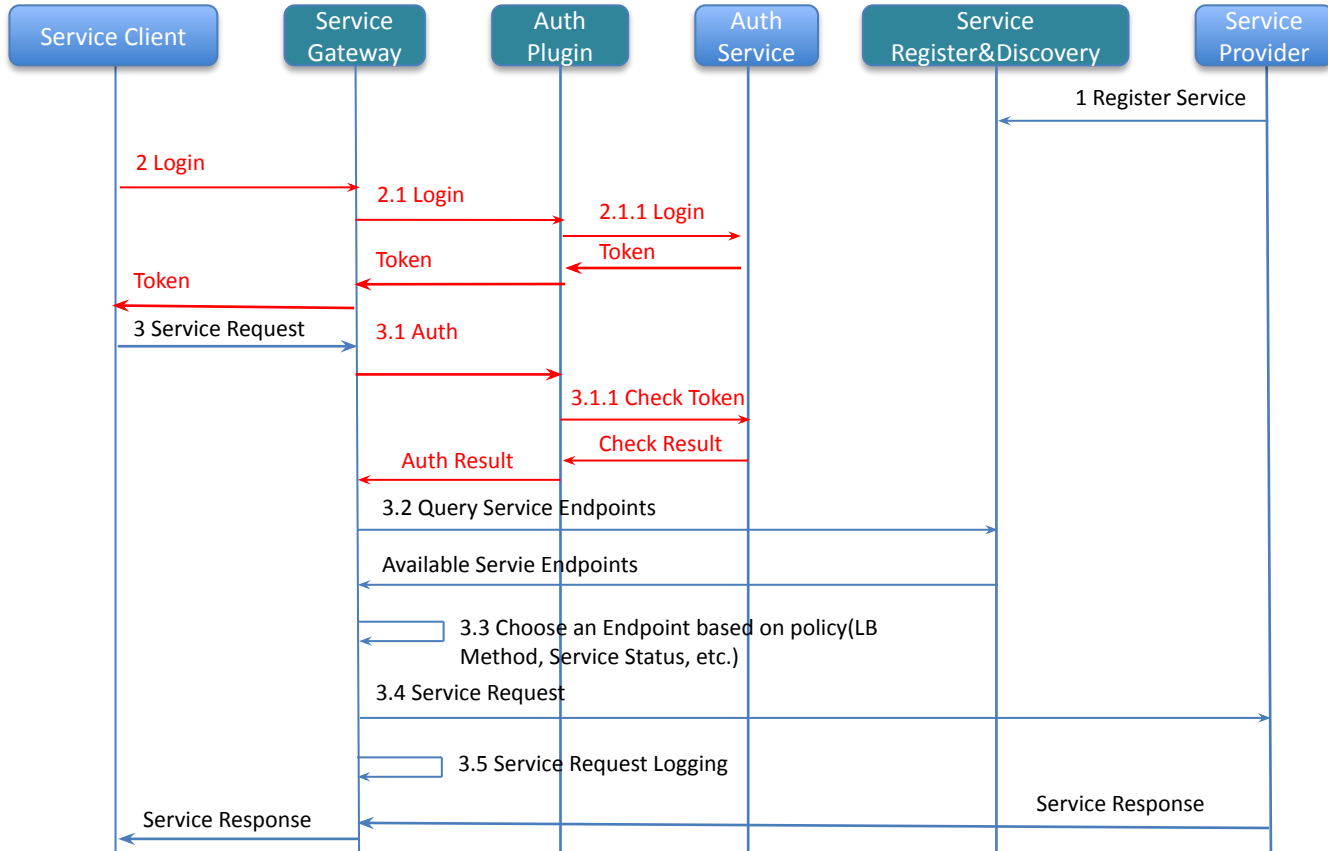 Service Client
Service
Gateway
Auth
Plugin
Auth
Service
Service
Register&Discovery
Service
Provider
1 Register Service
2 Login
2.1 Login
2.1.1 Login
Token
Token
Token
3 Service Request
3.1 Auth
3.1.1 Check Token
Check Result
Auth Result
3.2 Query Service Endpoints
Available Servie Endpoints
3.3 Choose an Endpoint based on policy(LB
Method, Service Status, etc.)
3.4 Service Request
3.5 Service Request Logging
Service Response
Service Response